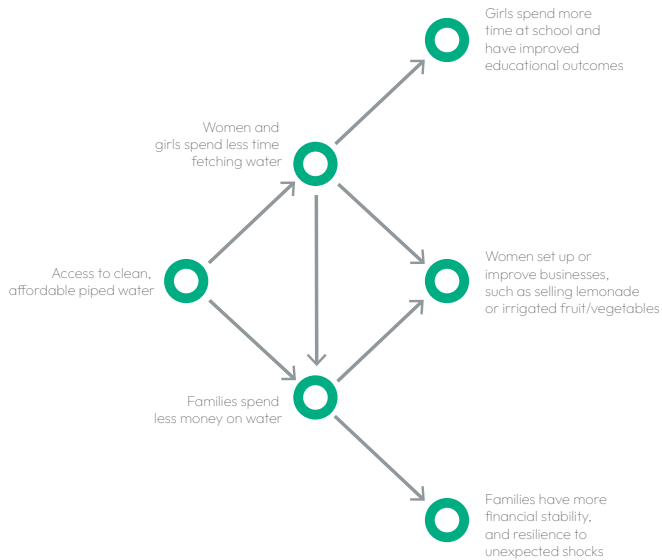 Girls spend more
time at school and
have improved
educational outcomes
Women and
girls spend less time
fetching water
Access to clean,
affordable piped water
Women set up or
improve businesses,
such as selling lemonade
or irrigated fruit/vegetables
Families spend
less money on water
Families have more
financial stability,
and resilience to
unexpected shocks